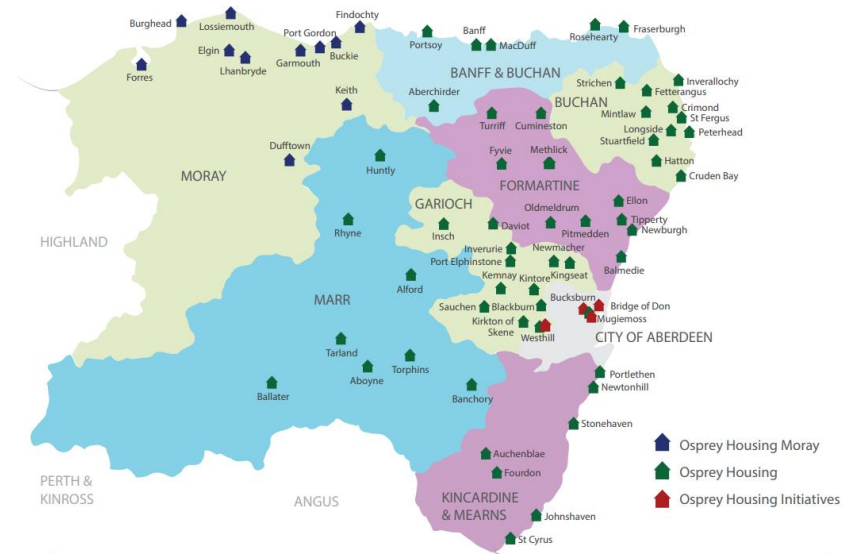 Burghead
Lossiemouth
Findochty
Port Gordon
Elgin
Lhanbryde
Garmouth
Buckie
Forres
Portsoy
Banff
MacDuff
Rosehearty
Fraserburgh
BANFF & BUCHAN
Keith
Aberchirder
Strichen
Inverallochy
Fetterangus
BUCHAN
Crimond
Mintlaw
St Fergus
Turriff
Cumineston
Longside
Peterhead
Stuartfield
Dufftown
Huntly
Fyvie
Methlick
Hatton
Cruden Bay
MORAY
FORMARTINE
GARIOCH
Ellon
Oldmeldrum
Rhyne
Insch
Daviot
Pitmedden
Tipperty
Newburgh
HIGHLAND
Inverurie
Newmacher
Port Elphinstone
Kingseat
Balmedie
Alford
Kemnay
Kintore
MARR
Bucksburn
Sauchen
Blackburn
Bridge of Don
Mugiemoss
Kirkton of
Skene
Westhill
CITY OF ABERDEEN
Tarland
Aboyne
Torphins
Portlethen
Newtonhill
Ballater
Banchory
Stonehaven
Osprey Housing Moray
Auchenblae
Osprey Housing
Fourdon
PERTH &
KINROSS
ANGUS
KINCARDINE
& MEARNS
Osprey Housing Initiatives
Johnshaven
St Cyrus